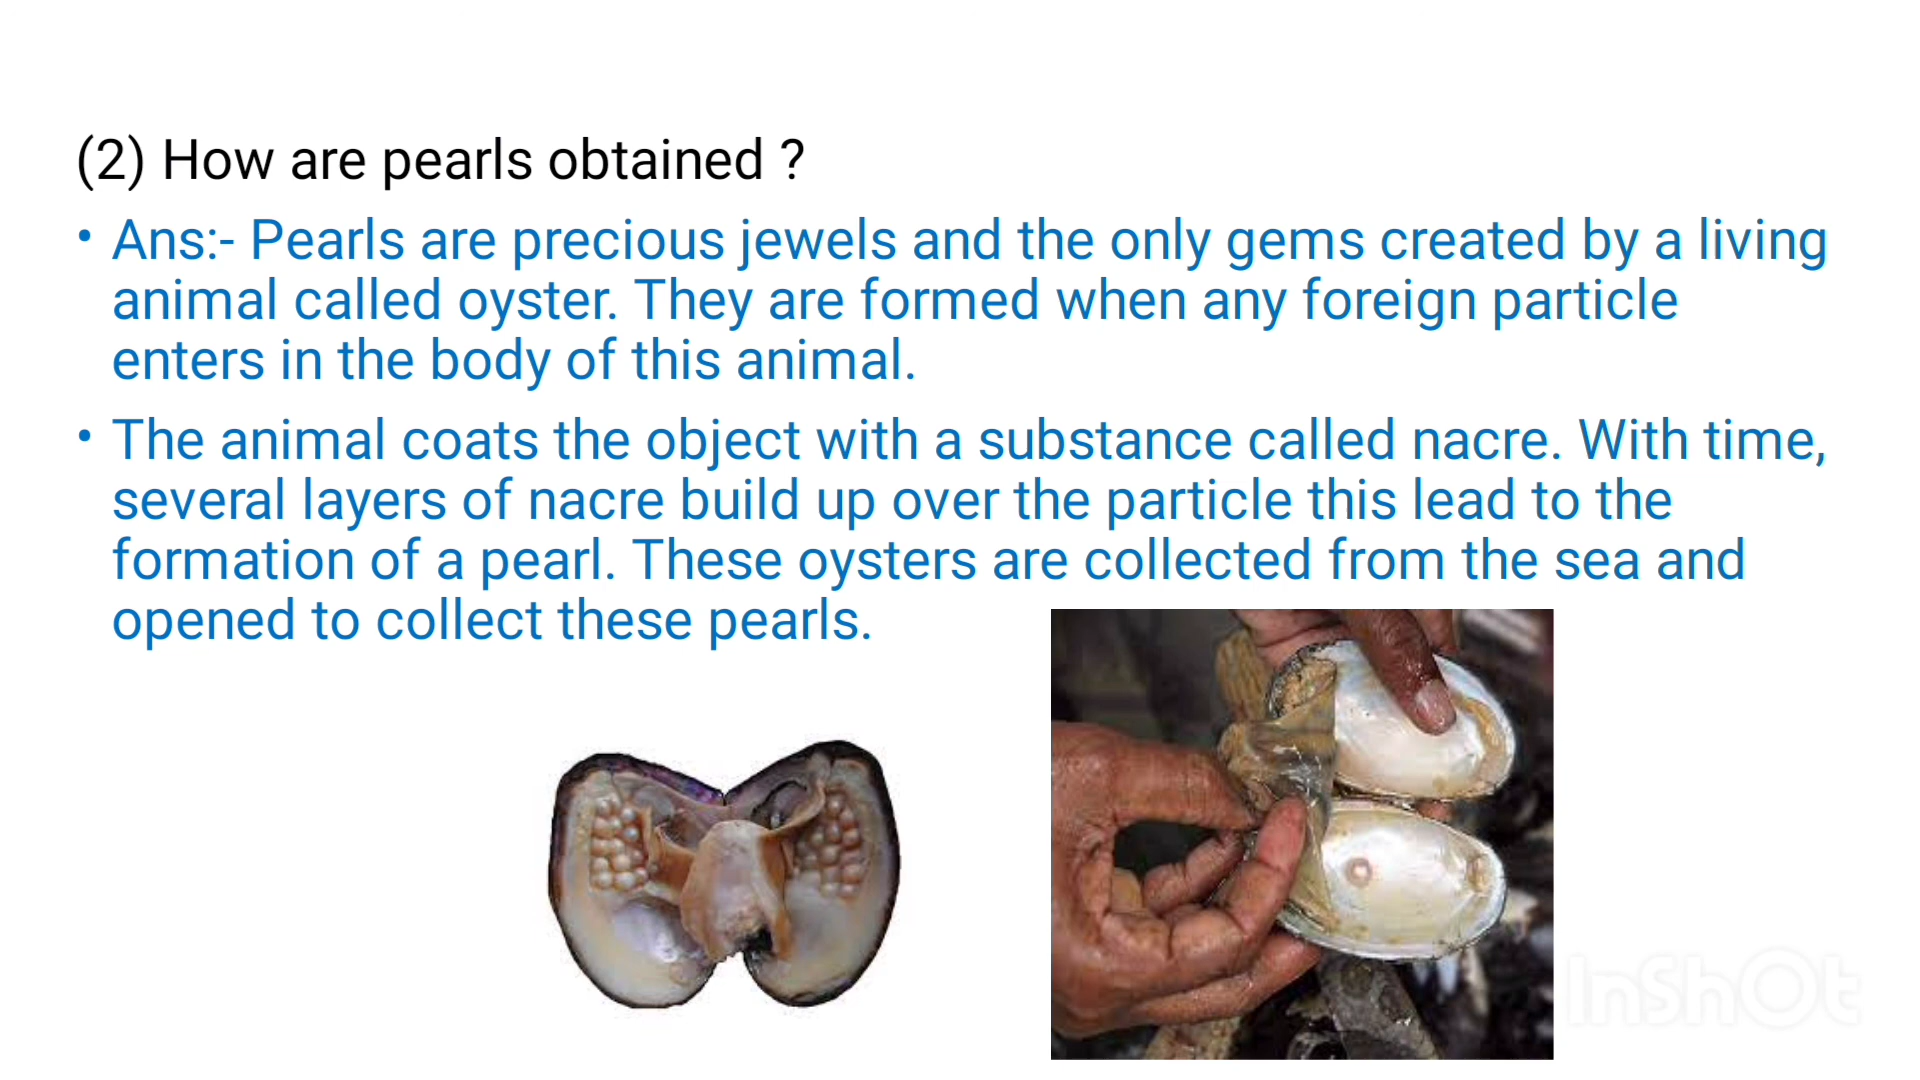 (2) How are pearls obtained ?
• Ans:- Pearls are precious jewels and the only gems created by a living
animal called oyster. They are formed when any foreign particle
enters in the body of this animal.
• The animal coats the object with a substance called nacre. With time,
several layers of nacre build up over the particle this lead to the
formation of a pearl. These oysters are collected from the sea and
opened to collect these pearls.
InShOt